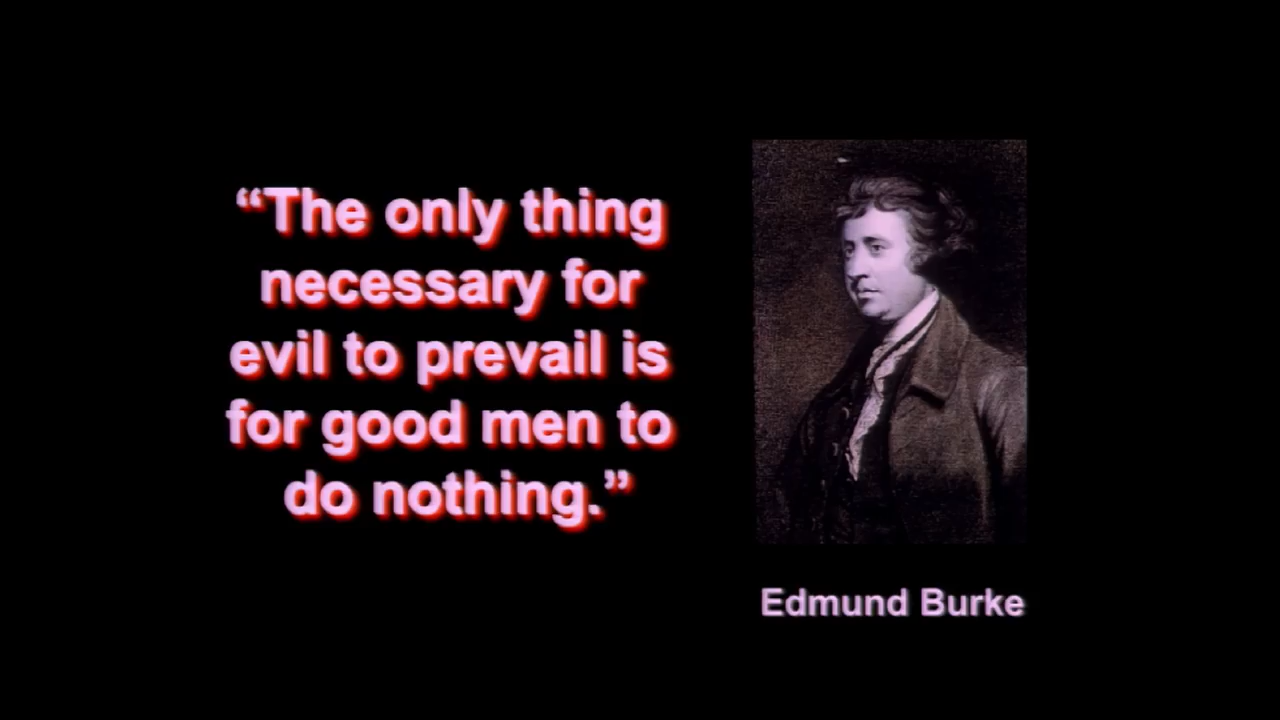 “The only thing
necessary for
evil to prevail is
for good men to
do nothing.”
Edmund Burke